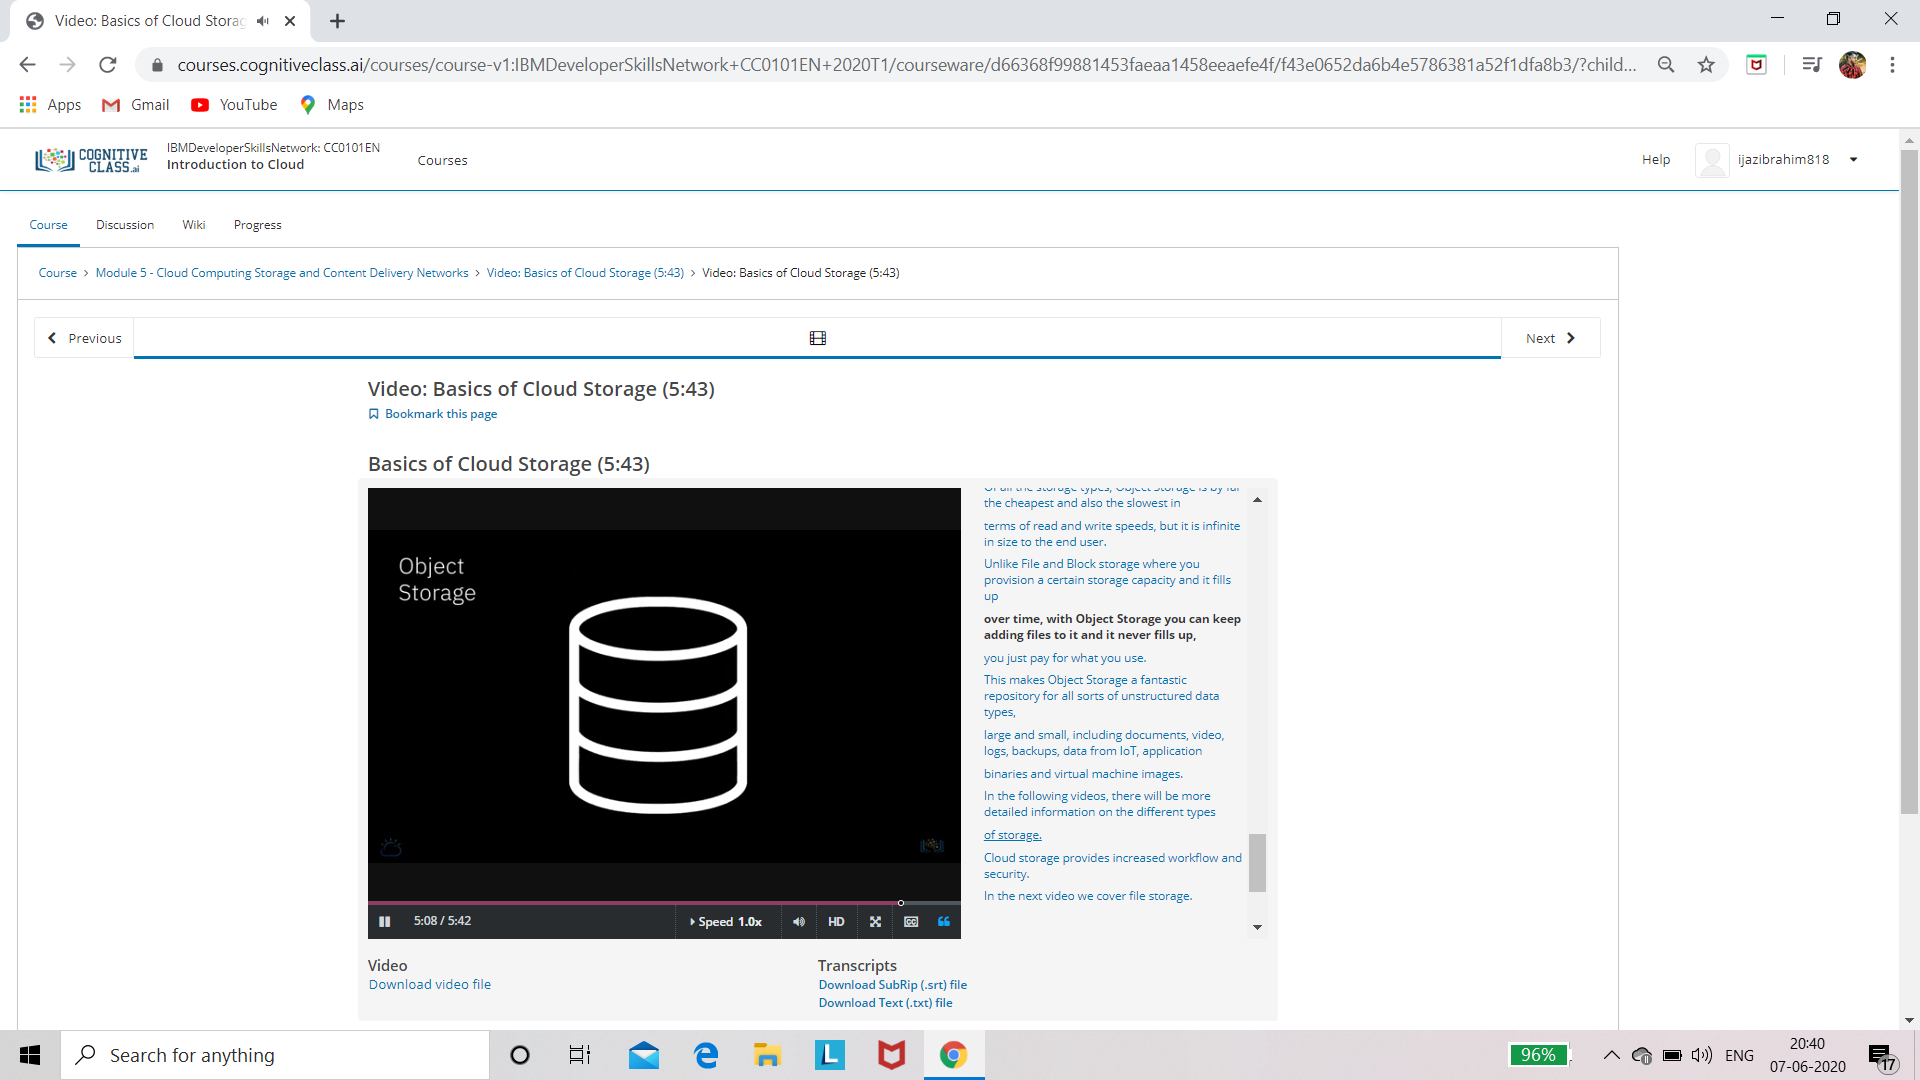 Video: Basics of Cloud Storag
courses.cognitiveclass.ai/courses/course-v1:IBMDeveloperSkillsNetwork+CC0101EN+2020T1/courseware/d66368f99881453faeaa1458eeaefe4f/f43e0652da6b4e5786381a52f1dfa8b3/?child...
Apps
Gmail
YouTube
Maps
COGNITIVE
CLASS.ai
IBMDeveloperSkillsNetwork: CC0101EN
Introduction to Cloud
Courses
Help
ijazibrahim818
Course
Discussion
Wiki
Progress
Course > Module 5 - Cloud Computing Storage and Content Delivery Networks > Video: Basics of Cloud Storage (5:43) > Video: Basics of Cloud Storage (5:43)
Previous
Next
Video: Basics of Cloud Storage (5:43)
Bookmark this page
Basics of Cloud Storage (5:43)
Object
Storage
5:08 / 5:42
Speed 1.0x
HD
CC
Of all the storage types, Object Storage is by far
the cheapest and also the slowest in
terms of read and write speeds, but it is infinite
in size to the end user.
Unlike File and Block storage where you
provision a certain storage capacity and it fills
up
over time, with Object Storage you can keep
adding files to it and it never fills up,
you just pay for what you use.
This makes Object Storage a fantastic
repository for all sorts of unstructured data
types,
large and small, including documents, video,
logs, backups, data from IoT, application
binaries and virtual machine images.
In the following videos, there will be more
detailed information on the different types
of storage.
Cloud storage provides increased workflow and
security.
In the next video we cover file storage.
Video
Download video file
Transcripts
Download SubRip (.srt) file
Download Text (.txt) file
Search for anything
L
96%
ENG
20:40
07-06-2020
17